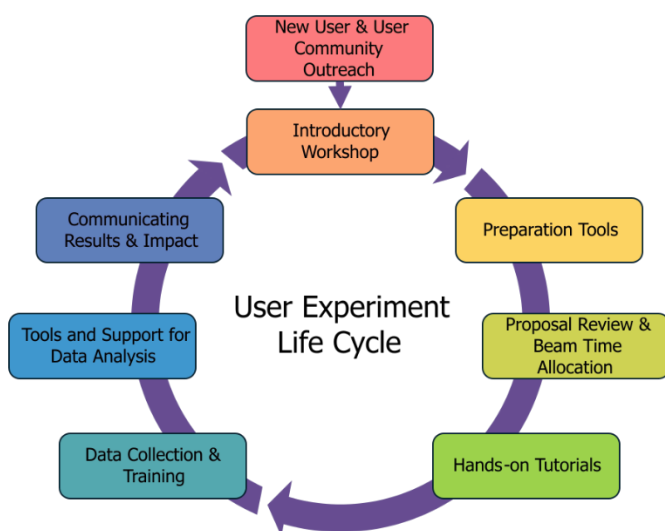 New User & User
Community
Outreach
Introductory
Workshop
Preparation Tools
Proposal Review &
Beam Time
Allocation
Hands-on Tutorials
Data Collection &
Training
Tools and Support for
Data Analysis
Communicating
Results & Impact
User Experiment
Life Cycle